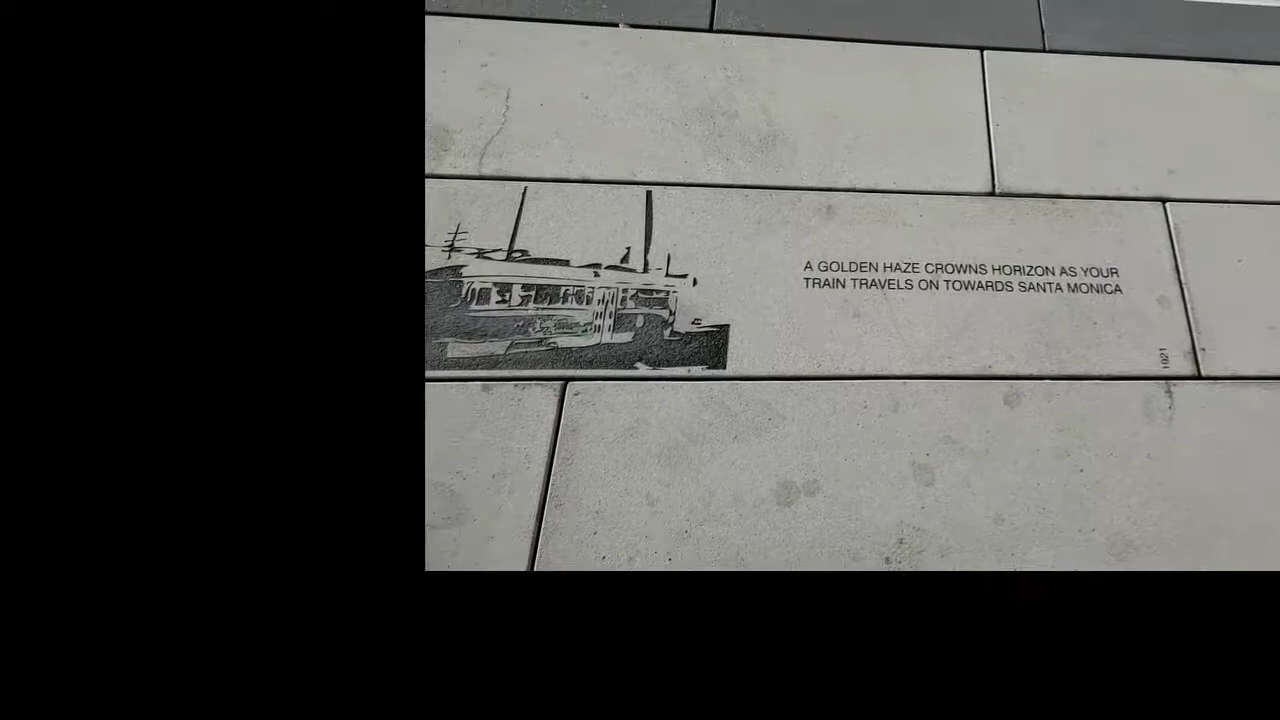 A GOLDEN HAZE CROWNS HORIZON AS YOUR
TRAIN TRAVELS ON TOWARDS SANTA MONICA
1921